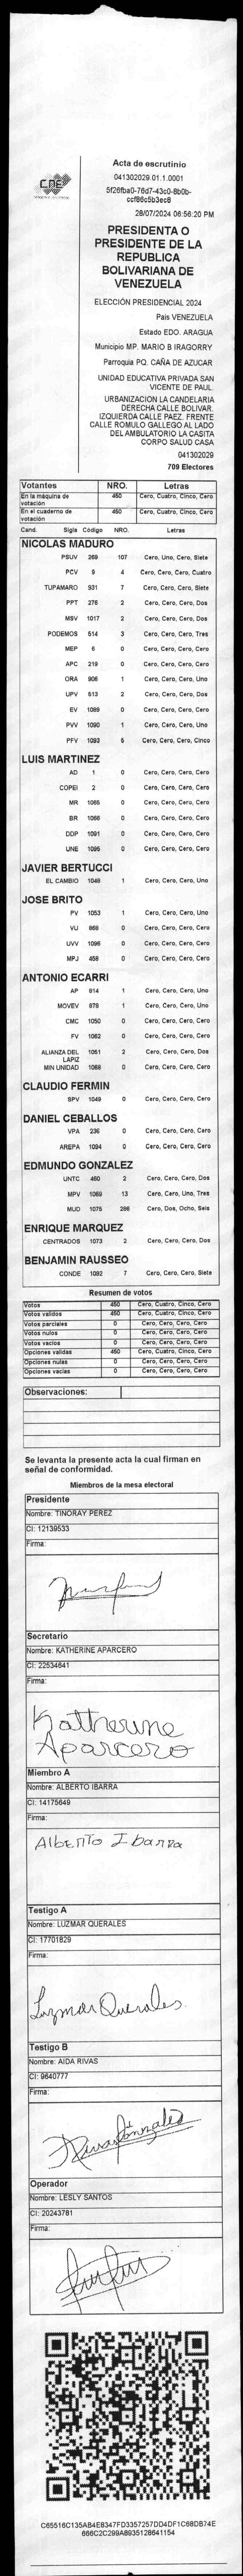 CNE
Acta de escrutinio
041302029.01.1.0001
5f26fba0-76d7-43c0-8b0b-
ccf86c5b3ec8
28/07/2024 06:56:20 PM
PRESIDENTA O
PRESIDENTE DE LA
REPUBLICA
BOLIVARIANA DE
VENEZUELA
ELECCIÓN PRESIDENCIAL 2024
Pais VENEZUELA
Estado EDO. ARAGUA
Municipio MP. MARIO B IRAGORRY
Parroquia PQ. CAÑA DE AZUCAR
UNIDAD EDUCATIVA PRIVADA SAN
VICENTE DE PAUL.
URBANIZACIÓN LA CANDELARIA
DERECHA CALLE BOLIVAR.
IZQUIERDA CALLE PAEZ. FRENTE
CALLE ROMULO GALLEGO AL LADO
DEL AMBULATORIO LA CASITA
CORPO SALUD CASA
041302029
709 Electores
Votantes NRO. Letras
En la máquina de votación 450 Cero, Cuatro, Cinco, Cero
En el cuaderno de votación 450 Cero, Cuatro, Cinco, Cero
Cand. Sigla Código NRO. Letras
NICOLAS MADURO
PSUV 269 107 Cero, Uno, Cero, Siete
PCV 9 4 Cero, Cero, Cero, Cuatro
TUPAMARO 931 7 Cero, Cero, Cero, Siete
PPT 276 2 Cero, Cero, Cero, Dos
MSV 1017 2 Cero, Cero, Cero, Dos
PODEMOS 514 3 Cero, Cero, Cero, Tres
MEP 6 0 Cero, Cero, Cero, Cero
APC 219 0 Cero, Cero, Cero, Cero
ORA 906 1 Cero, Cero, Cero, Uno
UPV 513 2 Cero, Cero, Cero, Dos
EV 1089 0 Cero, Cero, Cero, Cero
PVV 1090 1 Cero, Cero, Cero, Uno
PFV 1093 5 Cero, Cero, Cero, Cinco
LUIS MARTINEZ
AD 1 0 Cero, Cero, Cero, Cero
COPEI 2 0 Cero, Cero, Cero, Cero
MR 1065 0 Cero, Cero, Cero, Cero
BR 1066 0 Cero, Cero, Cero, Cero
DDP 1091 0 Cero, Cero, Cero, Cero
UNE 1095 0 Cero, Cero, Cero, Cero
JAVIER BERTUCCI
EL CAMBIO 1048 1 Cero, Cero, Cero, Uno
JOSE BRITO
PV 1053 1 Cero, Cero, Cero, Uno
VU 868 0 Cero, Cero, Cero, Cero
UVV 1096 0 Cero, Cero, Cero, Cero
MPJ 458 0 Cero, Cero, Cero, Cero
ANTONIO ECARRI
AP 814 1 Cero, Cero, Cero, Uno
MOVEV 878 1 Cero, Cero, Cero, Uno
CMC 1050 0 Cero, Cero, Cero, Cero
FV 1062 0 Cero, Cero, Cero, Cero
ALIANZA DEL LAPIZ 1051 2 Cero, Cero, Cero, Dos
MIN UNIDAD 1088 0 Cero, Cero, Cero, Cero
CLAUDIO FERMIN
SPV 1049 0 Cero, Cero, Cero, Cero
DANIEL CEBALLOS
VPA 236 0 Cero, Cero, Cero, Cero
AREPA 1094 0 Cero, Cero, Cero, Cero
EDMUNDO GONZALEZ
UNTC 460 2 Cero, Cero, Cero, Dos
MPV 1069 13 Cero, Cero, Uno, Tres
MUD 1075 286 Cero, Dos, Ocho, Seis
ENRIQUE MARQUEZ
CENTRADOS 1073 2 Cero, Cero, Cero, Dos
BENJAMIN RAUSSEO
CONDE 1092 7 Cero, Cero, Cero, Siete
Resumen de votos
Votos 450 Cero, Cuatro, Cinco, Cero
Votos validos 450 Cero, Cuatro, Cinco, Cero
Votos parciales 0 Cero, Cero, Cero, Cero
Votos nulos 0 Cero, Cero, Cero, Cero
Votos vacios 0 Cero, Cero, Cero, Cero
Opciones validas 450 Cero, Cuatro, Cinco, Cero
Opciones nulas 0 Cero, Cero, Cero, Cero
Opciones vacias 0 Cero, Cero, Cero, Cero
Observaciones:
Se levanta la presente acta la cual firman en
señal de conformidad.
Miembros de la mesa electoral
Presidente
Nombre: TINORAY PEREZ
CI: 12139533
Firma:
Secretario
Nombre: KATHERINE APARCERO
CI: 22534641
Firma:
Katherine
Aparcero
Miembro A
Nombre: ALBERTO IBARRA
CI: 14175649
Firma:
Alberto Ibarra
Testigo A
Nombre: LUZMAR QUERALES
CI: 17701829
Firma:
Luzmar Querales
Testigo B
Nombre: AIDA RIVAS
CI: 9640777
Firma:
Operador
Nombre: LESLY SANTOS
CI: 20243781
Firma:
C65516C135AB4E8347FD3357257DD4DF1C68DB74E
666C2C299A8935128641154